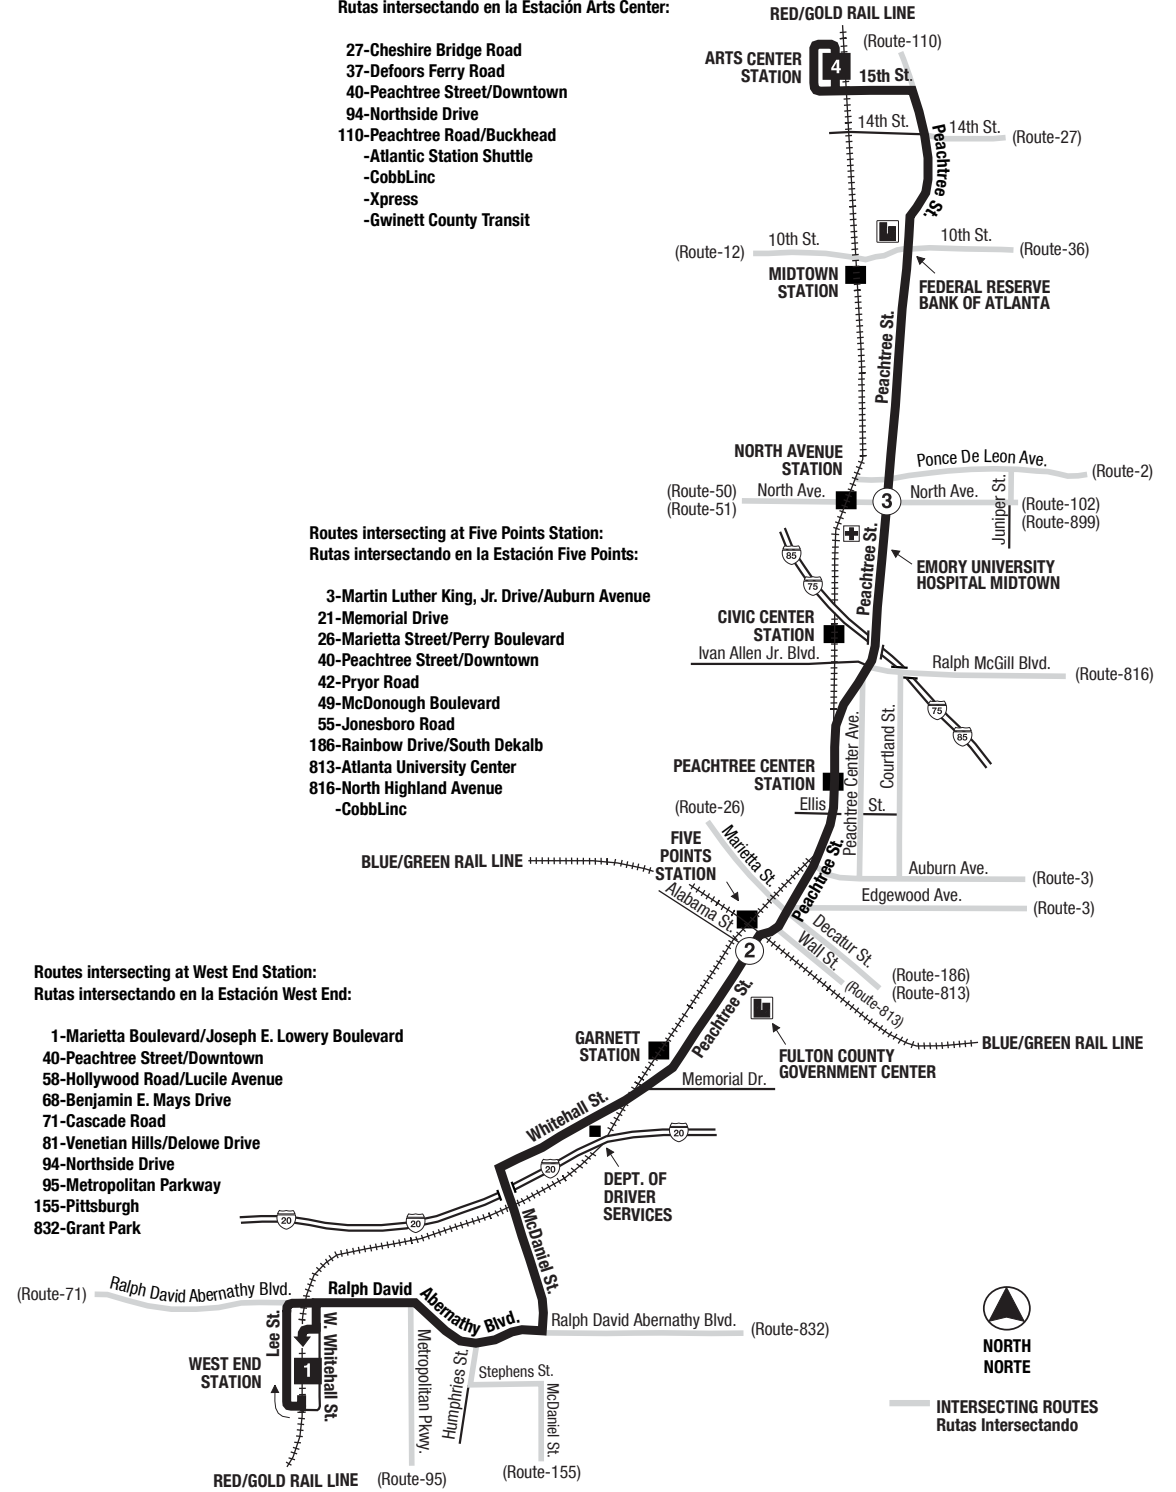 Rutas intersectando en la Estación Arts Center:
27-Cheshire Bridge Road
37-Defoors Ferry Road
40-Peachtree Street/Downtown
94-Northside Drive
110-Peachtree Road/Buckhead
-Atlantic Station Shuttle
-CobbLinc
-Xpress
-Gwinett County Transit
RED/GOLD RAIL LINE
(Route-110)
ARTS CENTER
STATION
4
15th St.
14th St.
14th St.
(Route-27)
Peachtree St.
10th St.
10th St.
(Route-12)
(Route-36)
MIDTOWN
STATION
FEDERAL RESERVE
BANK OF ATLANTA
Peachtree St.
NORTH AVENUE
STATION
Ponce De Leon Ave.
(Route-2)
(Route-50)
(Route-51)
North Ave.
3
North Ave.
Juniper St.
(Route-102)
(Route-899)
Peachtree St.
EMORY UNIVERSITY
HOSPITAL MIDTOWN
85
75
CIVIC CENTER
STATION
Ivan Allen Jr. Blvd.
Ralph McGill Blvd.
(Route-816)
75
85
Peachtree Center Ave.
Courtland St.
PEACHTREE CENTER
STATION
Ellis
St.
Routes intersecting at Five Points Station:
Rutas intersectando en la Estación Five Points:
3-Martin Luther King, Jr. Drive/Auburn Avenue
21-Memorial Drive
26-Marietta Street/Perry Boulevard
40-Peachtree Street/Downtown
42-Pryor Road
49-McDonough Boulevard
55-Jonesboro Road
186-Rainbow Drive/South Dekalb
813-Atlanta University Center
816-North Highland Avenue
-CobbLinc
(Route-26)
Marietta St.
FIVE
POINTS
STATION
BLUE/GREEN RAIL LINE
Alabama St.
Peachtree St.
Auburn Ave.
(Route-3)
Edgewood Ave.
(Route-3)
Decatur St.
Wall St.
(Route-186)
(Route-813)
(Route-813)
2
Peachtree St.
BLUE/GREEN RAIL LINE
FULTON COUNTY
GOVERNMENT CENTER
GARNETT
STATION
Memorial Dr.
Whitehall St.
20
20
DEPT. OF
DRIVER
SERVICES
Routes intersecting at West End Station:
Rutas intersectando en la Estación West End:
1-Marietta Boulevard/Joseph E. Lowery Boulevard
40-Peachtree Street/Downtown
58-Hollywood Road/Lucile Avenue
68-Benjamin E. Mays Drive
71-Cascade Road
81-Venetian Hills/Delowe Drive
94-Northside Drive
95-Metropolitan Parkway
155-Pittsburgh
832-Grant Park
20
20
McDaniel St.
(Route-71)
Ralph David Abernathy Blvd.
Ralph David
Abernathy Blvd.
Ralph David Abernathy Blvd.
(Route-832)
Lee St.
W. Whitehall St.
WEST END
STATION
1
Metropolitan Pkwy.
Humphries St.
Stephens St.
McDaniel St.
RED/GOLD RAIL LINE
(Route-95)
(Route-155)
NORTH
NORTE
INTERSECTING ROUTES
Rutas Intersectando